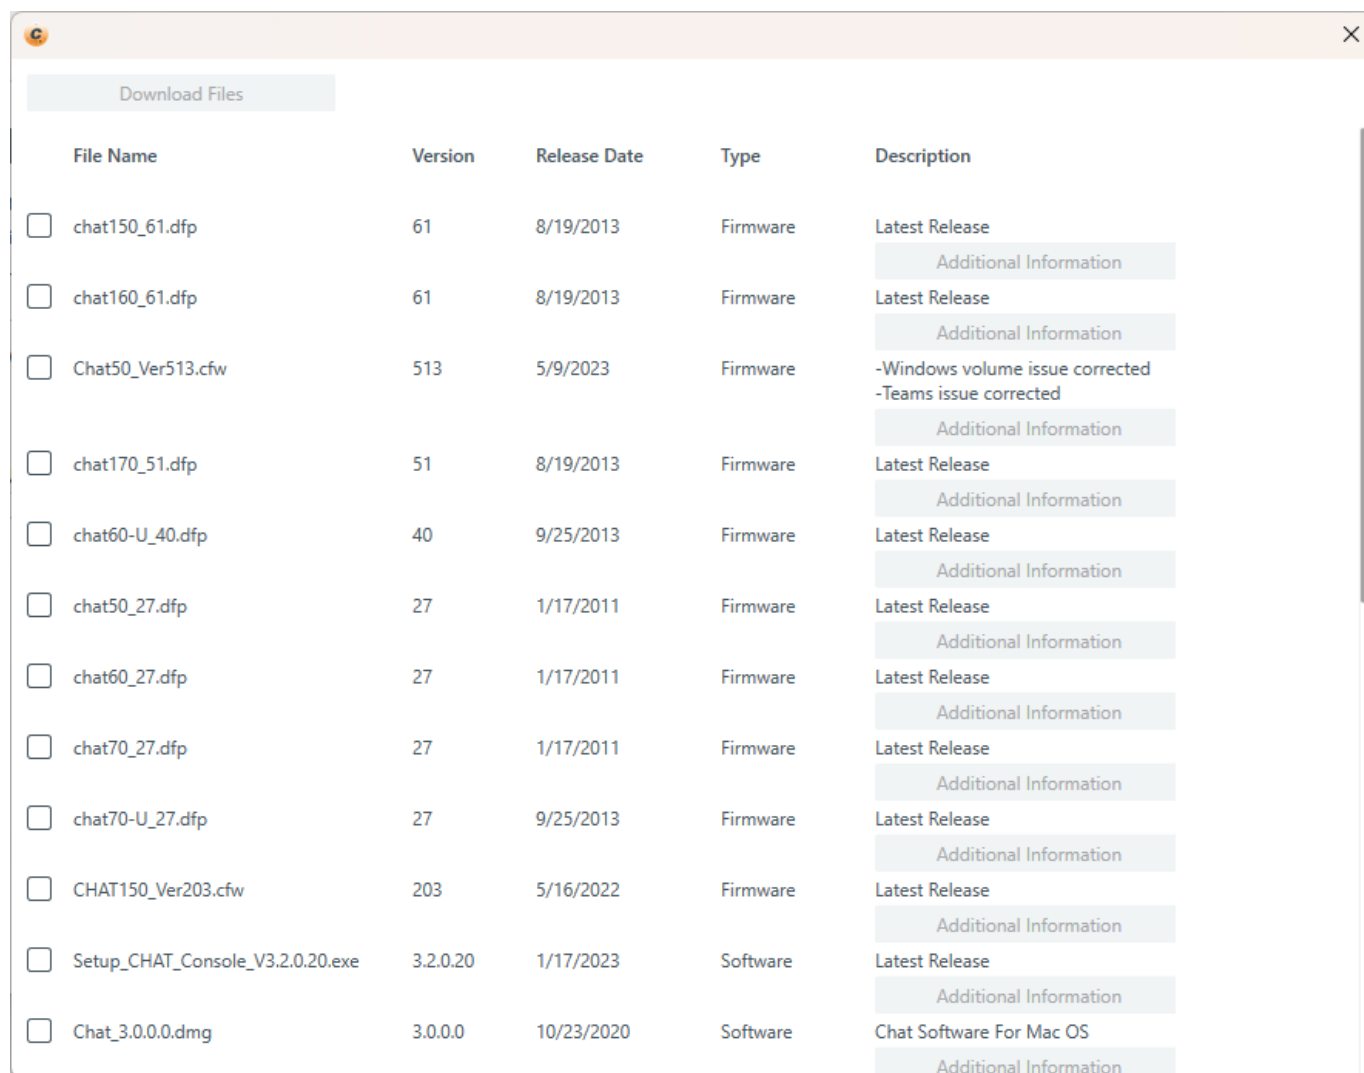 C
Download Files
File Name Version Release Date Type Description
chat150_61.dfp 61 8/19/2013 Firmware Latest Release
Additional Information
chat160_61.dfp 61 8/19/2013 Firmware Latest Release
Additional Information
Chat50_Ver513.cfw 513 5/9/2023 Firmware -Windows volume issue corrected
-Teams issue corrected
Additional Information
chat170_51.dfp 51 8/19/2013 Firmware Latest Release
Additional Information
chat60-U_40.dfp 40 9/25/2013 Firmware Latest Release
Additional Information
chat50_27.dfp 27 1/17/2011 Firmware Latest Release
Additional Information
chat60_27.dfp 27 1/17/2011 Firmware Latest Release
Additional Information
chat70_27.dfp 27 1/17/2011 Firmware Latest Release
Additional Information
chat70-U_27.dfp 27 9/25/2013 Firmware Latest Release
Additional Information
CHAT150_Ver203.cfw 203 5/16/2022 Firmware Latest Release
Additional Information
Setup_CHAT_Console_V3.2.0.20.exe 3.2.0.20 1/17/2023 Software Latest Release
Additional Information
Chat_3.0.0.0.dmg 3.0.0.0 10/23/2020 Software Chat Software For Mac OS
Additional Information